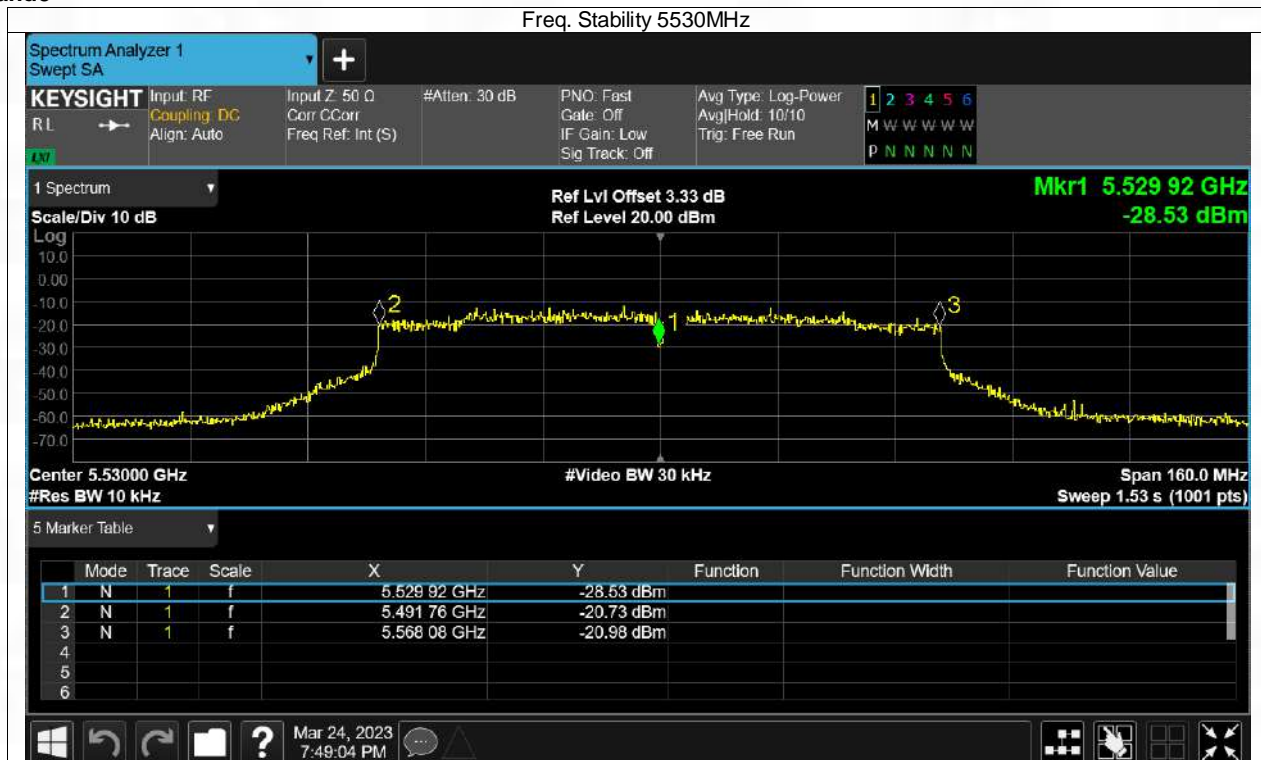 Freq. Stability 5530MHz
Spectrum Analyzer 1
Swept SA
+
KEYSIGHT
RL
LXI
Input: RF
Coupling: DC
Align: Auto
Input Z: 50 Ω
Corr CCorr
Freq Ref: Int (S)
#Atten: 30 dB
PNO: Fast
Gate: Off
IF Gain: Low
Sig Track: Off
Avg Type: Log-Power
Avg|Hold: 10/10
Trig: Free Run
1 2 3 4 5 6
M W W W W W
P N N N N N
1 Spectrum
Scale/Div 10 dB
Ref Lvl Offset 3.33 dB
Ref Level 20.00 dBm
Mkr1 5.529 92 GHz
-28.53 dBm
Log
10.0
0.00
-10.0
-20.0
-30.0
-40.0
-50.0
-60.0
-70.0
2
1
3
Center 5.53000 GHz
#Video BW 30 kHz
Span 160.0 MHz
#Res BW 10 kHz
Sweep 1.53 s (1001 pts)
5 Marker Table
Mode Trace Scale X Y Function Function Width Function Value
1 N 1 f 5.529 92 GHz -28.53 dBm
2 N 1 f 5.491 76 GHz -20.73 dBm
3 N 1 f 5.568 08 GHz -20.98 dBm
4
5
6
?
Mar 24, 2023
7:49:04 PM